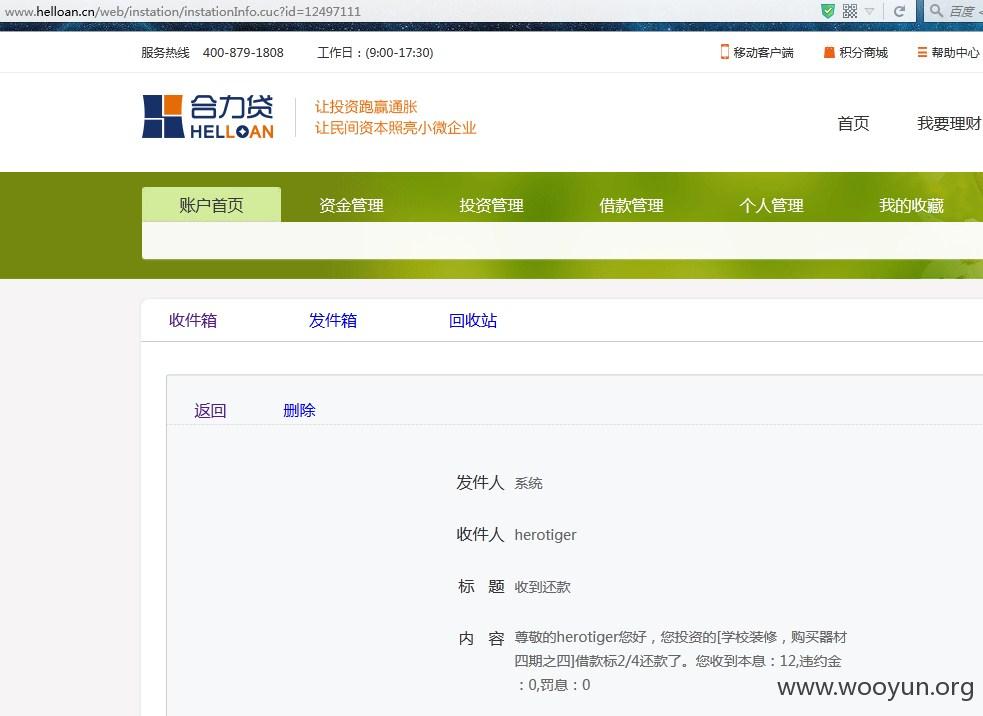 www.helloan.cn/web/instation/instationInfo.cuc?id=12497111
百度
服务热线 400-879-1808 工作日：(9:00-17:30)
移动客户端 积分商城 帮助中心
合力贷
HELLOAN
让投资跑赢通胀
让民间资本照亮小微企业
首页 我要理财
账户首页 资金管理 投资管理 借款管理 个人管理 我的收藏
收件箱 发件箱 回收站
返回 删除
发件人 系统
收件人 herotiger
标 题 收到还款
内 容 尊敬的herotiger您好，您投资的[学校装修，购买器材
四期之四]借款标2/4还款了。您收到本息：12,违约金
：0,罚息：0
www.wooyun.org